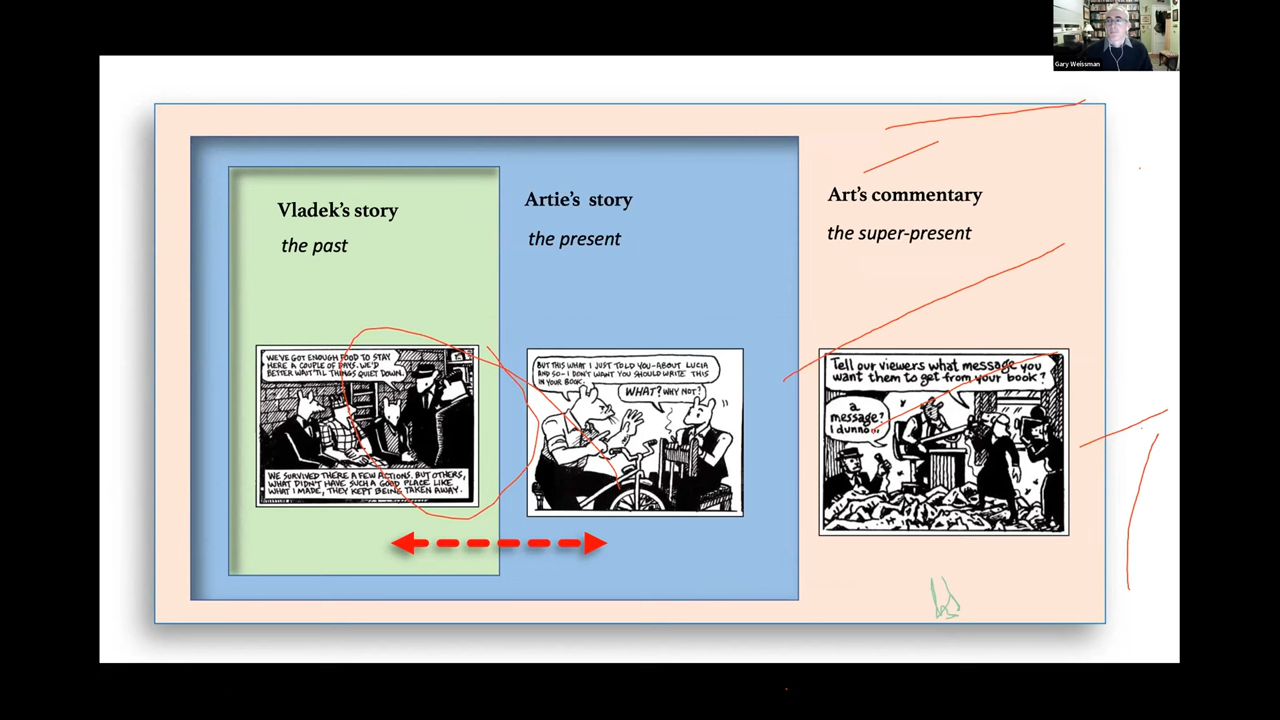 Gary Weissman
Vladek's story
the past
Artie's story
the present
Art's commentary
the super-present
WE'VE GOT ENOUGH FOOD TO STAY
HERE A COUPLE OF DAYS. WE'D
BETTER WAIT 'TIL THINGS QUIET DOWN.
WE SURVIVED THERE A FEW ACTIONS. BUT OTHERS,
WHAT DIDN'T HAVE SUCH A GOOD PLACE LIKE
WHAT I MADE, THEY KEPT BEING TAKEN AWAY.
BUT THIS WHAT I JUST TOLD YOU-ABOUT LUCIA
AND SO-I DON'T WANT YOU SHOULD WRITE THIS
IN YOUR BOOK.
WHAT? WHY NOT?
Tell our viewers what message you
want them to get from your book?
a
message?
I dunno...